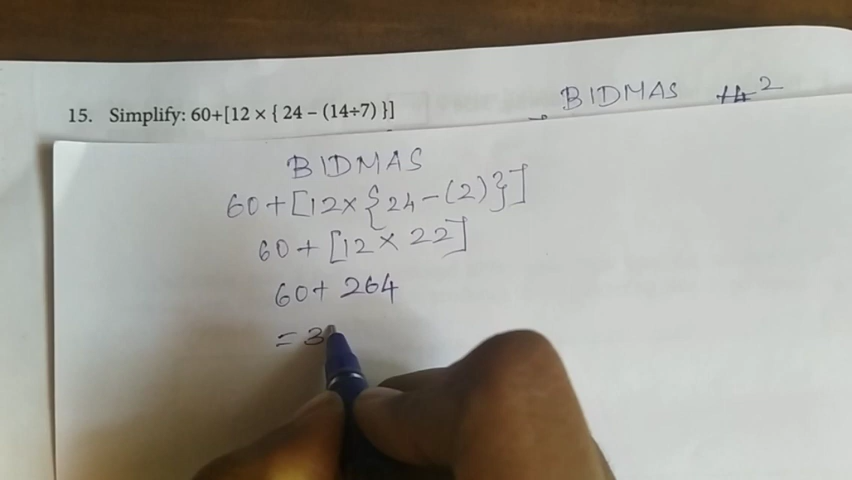 BIDMAS
15. Simplify: 60+[12 × { 24 – (14÷7) }]
BIDMAS
60+[12×{24-(2)}]
60+[12×22]
60+264
=3